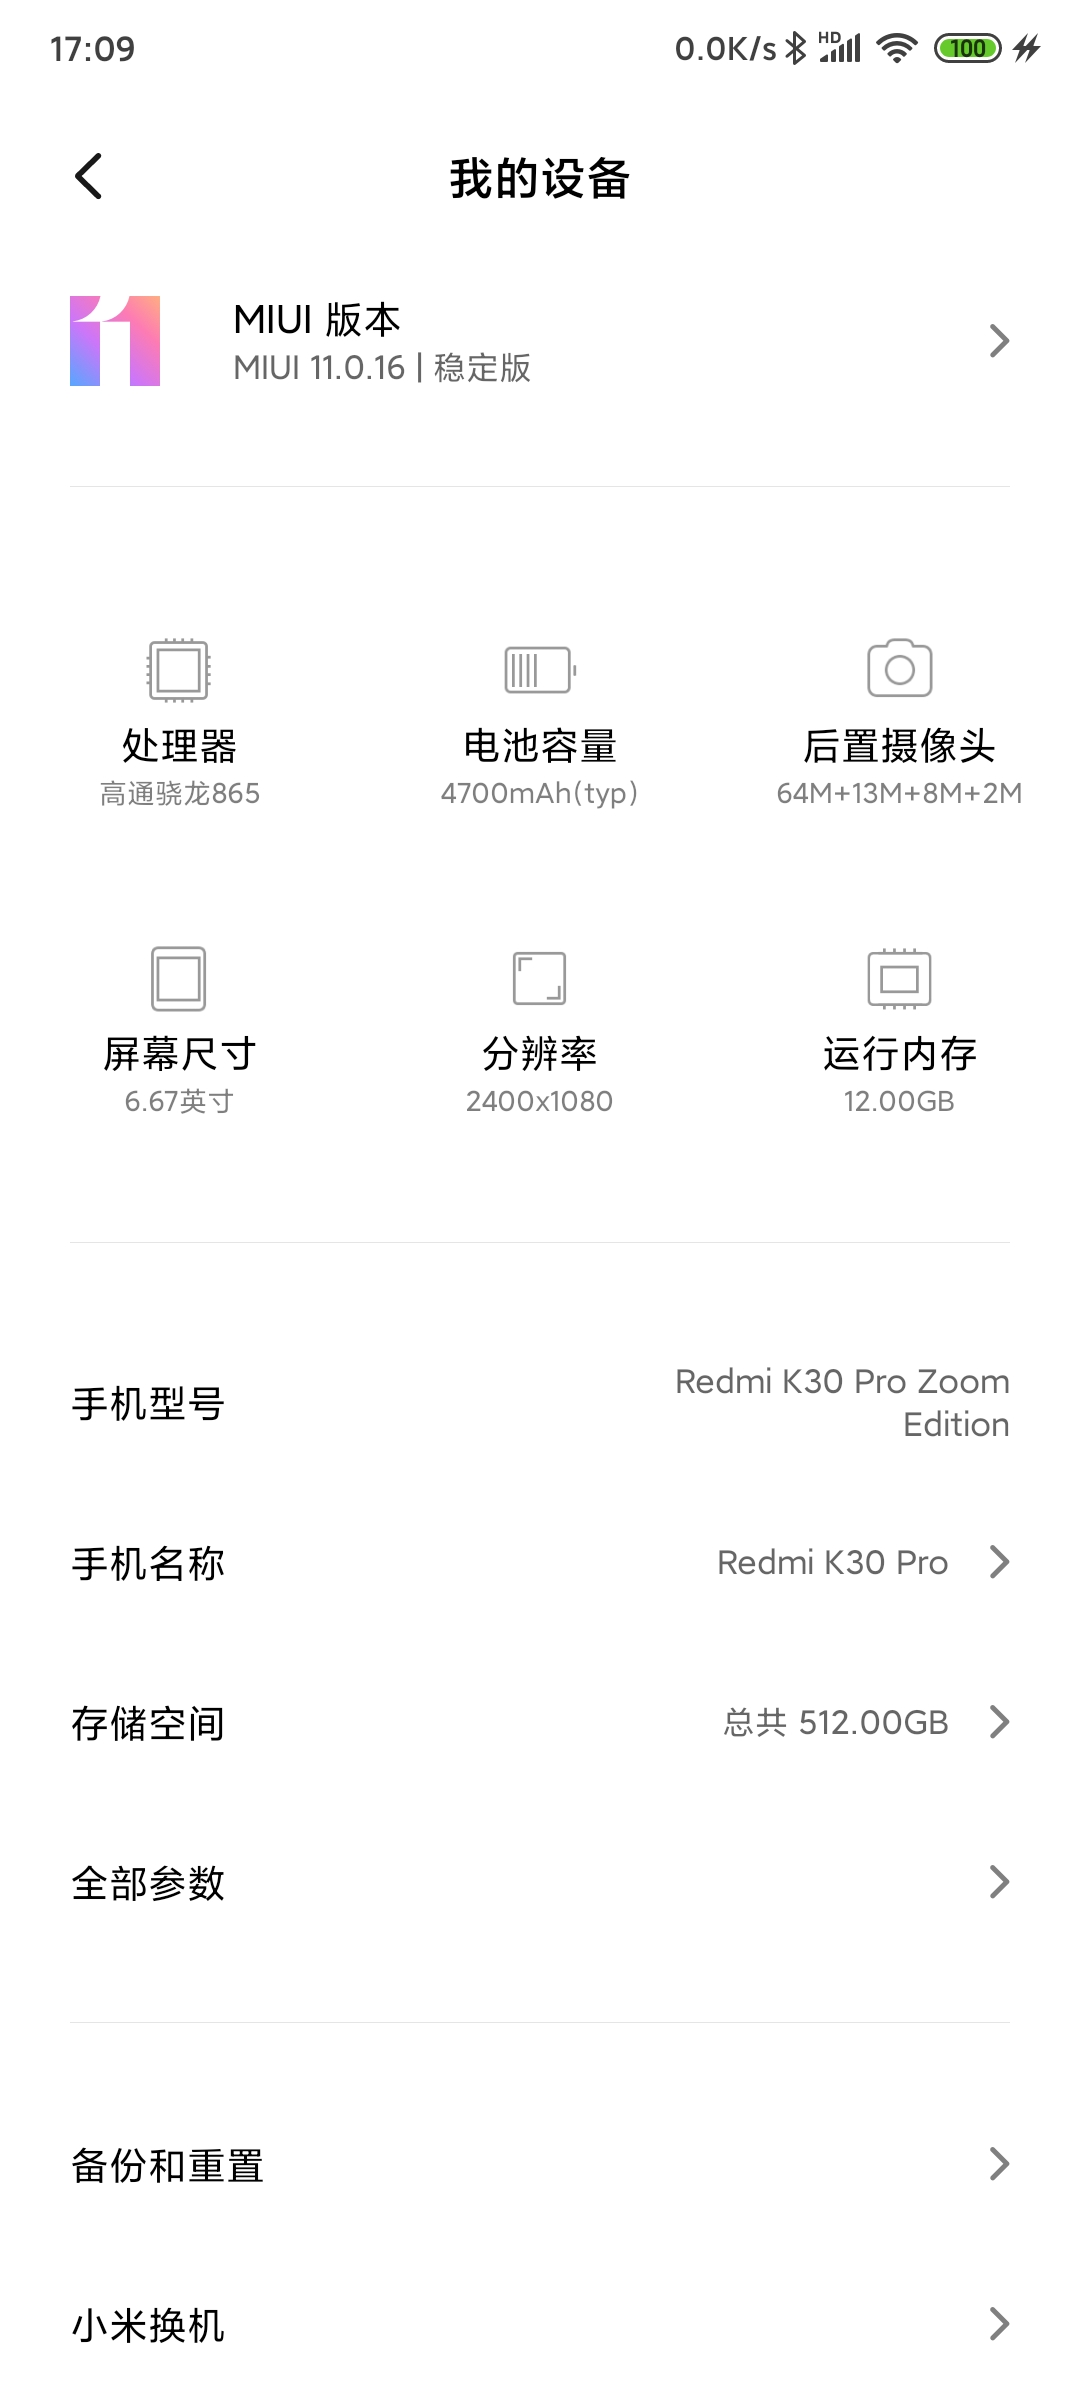 17:09
0.0K/s HD 100
我的设备
MIUI 版本
MIUI 11.0.16 | 稳定版
处理器
高通骁龙865
电池容量
4700mAh(typ)
后置摄像头
64M+13M+8M+2M
屏幕尺寸
6.67英寸
分辨率
2400x1080
运行内存
12.00GB
手机型号
Redmi K30 Pro Zoom
Edition
手机名称
Redmi K30 Pro
存储空间
总共 512.00GB
全部参数
备份和重置
小米换机